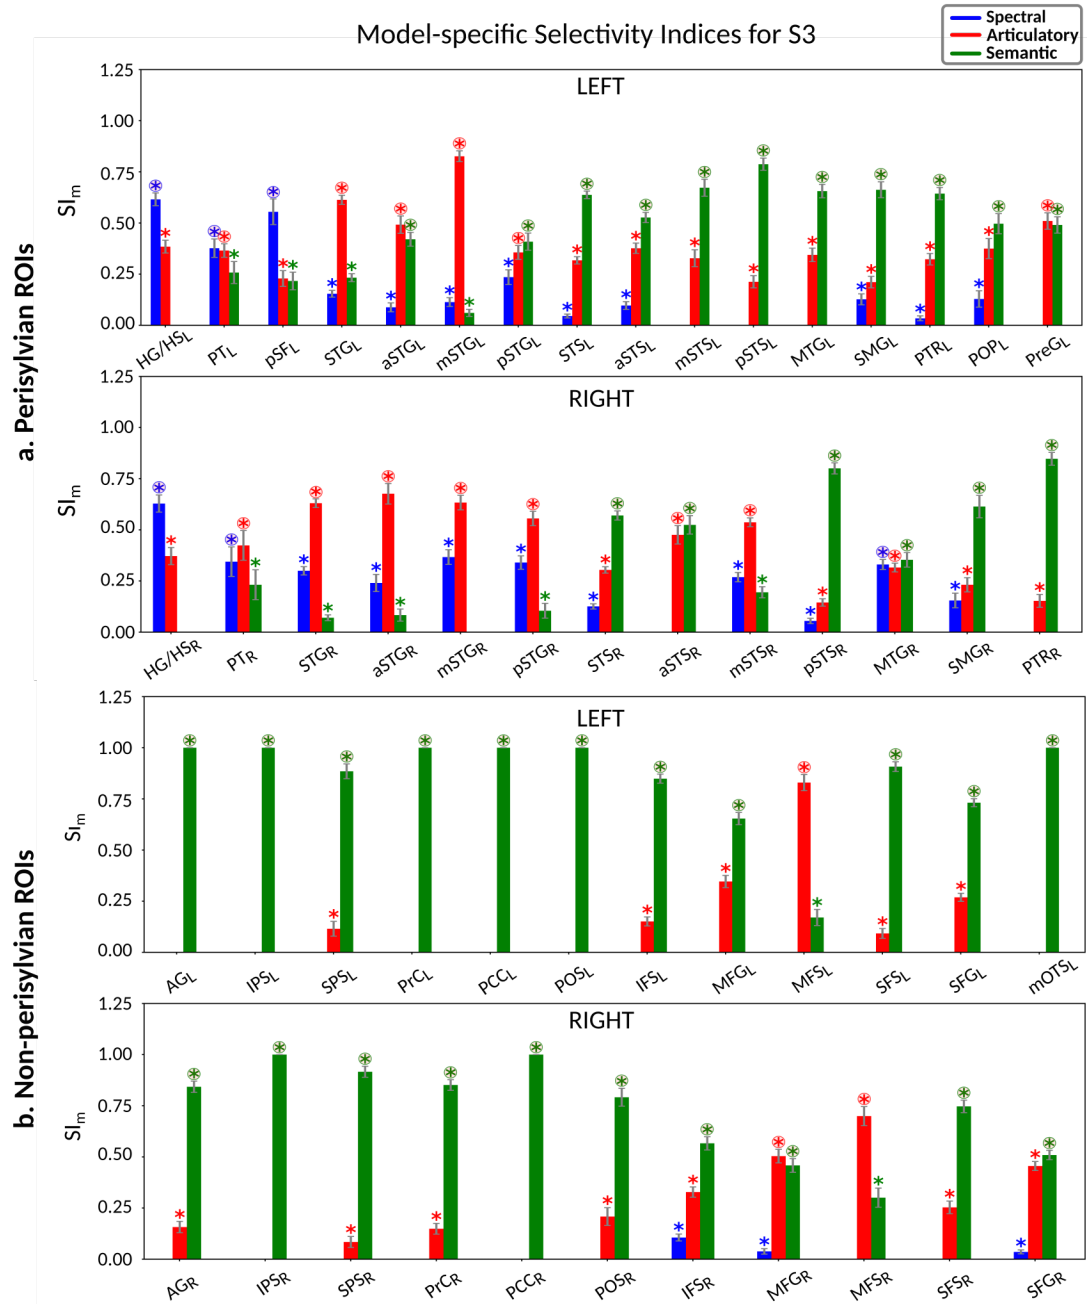 Model-specific Selectivity Indices for S3
Spectral
Articulatory
Semantic
a. Perisylvian ROIs
LEFT
SIm
1.25
1.00
0.75
0.50
0.25
0.00
HG/HSL PTL pSFL STGL aSTGL mSTGL pSTGL STSL aSTSL mSTSL pSTSL MTGL SMGL PTRL POPL PreGL
RIGHT
SIm
1.25
1.00
0.75
0.50
0.25
0.00
HG/HSR PTR STGR aSTGR mSTGR pSTGR STSR aSTSR mSTSR pSTSR MTGR SMGR PTRR
b. Non-perisylvian ROIs
LEFT
SIm
1.25
1.00
0.75
0.50
0.25
0.00
AGL IPSL SPSL PrCL PCCL POSL IFSL MFGL MFSL SFSL SFGL mOTSL
RIGHT
SIm
1.25
1.00
0.75
0.50
0.25
0.00
AGR IPSR SPSR PrCR PCCR POSR IFSR MFGR MFSR SFSR SFGR